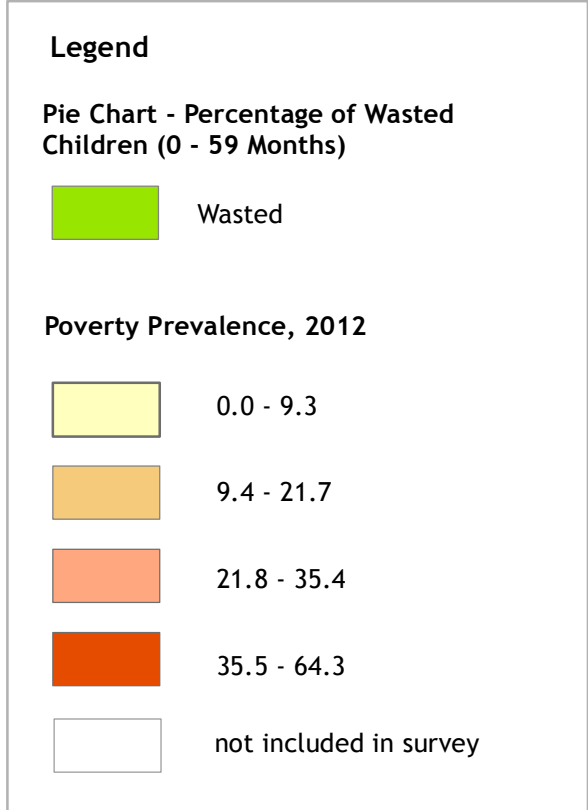 Legend
Pie Chart - Percentage of Wasted
Children (0 - 59 Months)
Wasted
Poverty Prevalence, 2012
0.0 - 9.3
9.4 - 21.7
21.8 - 35.4
35.5 - 64.3
not included in survey